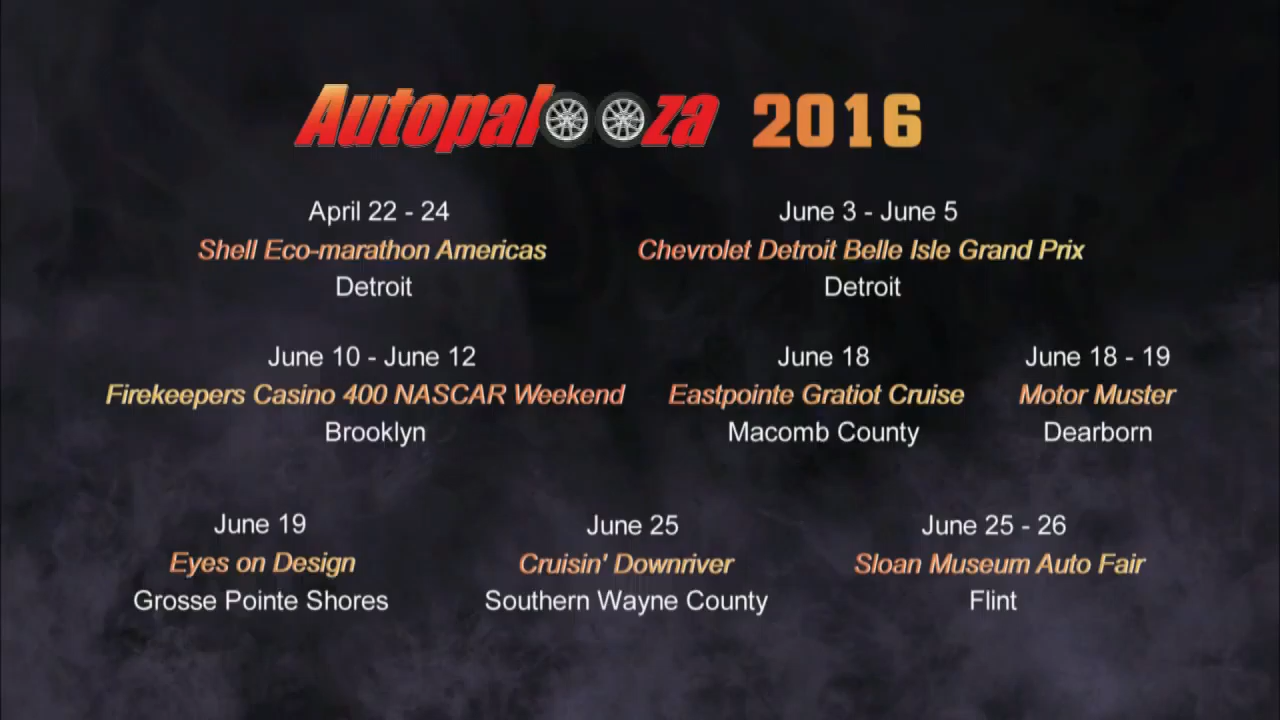 Autopalooza 2016
April 22 - 24
Shell Eco-marathon Americas
Detroit
June 3 - June 5
Chevrolet Detroit Belle Isle Grand Prix
Detroit
June 10 - June 12
Firekeepers Casino 400 NASCAR Weekend
Brooklyn
June 18
Eastpointe Gratiot Cruise
Macomb County
June 18 - 19
Motor Muster
Dearborn
June 19
Eyes on Design
Grosse Pointe Shores
June 25
Cruisin' Downriver
Southern Wayne County
June 25 - 26
Sloan Museum Auto Fair
Flint